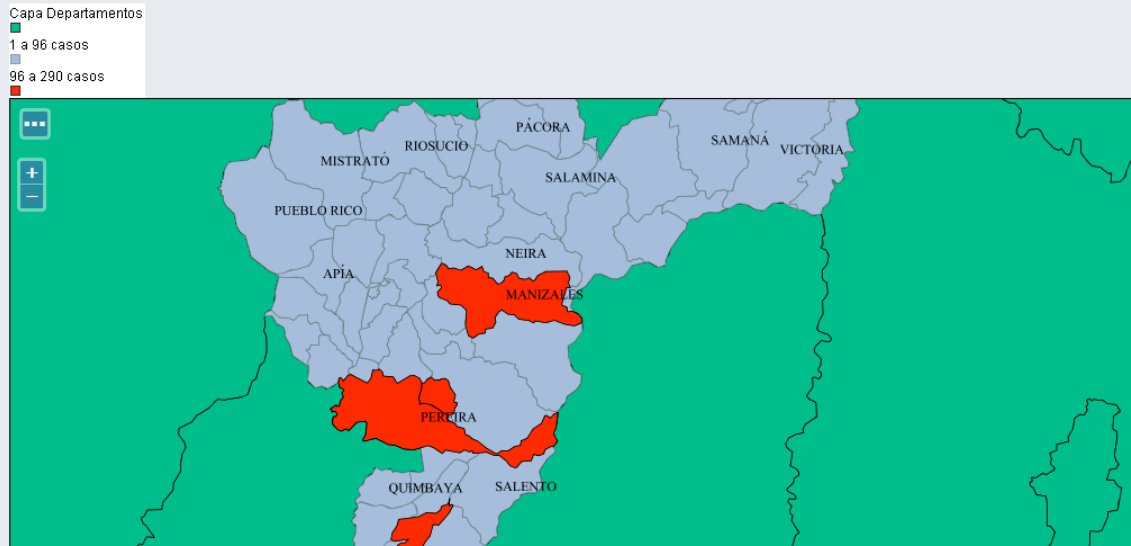 Capa Departamentos
1 a 96 casos
96 a 290 casos
PÁCORA
RIOSUCIO
SAMANÁ
VICTORIA
MISTRATÓ
SALAMINA
PUEBLO RICO
NEIRA
APÍA
MANIZALES
PEREIRA
QUIMBAYA
SALENTO